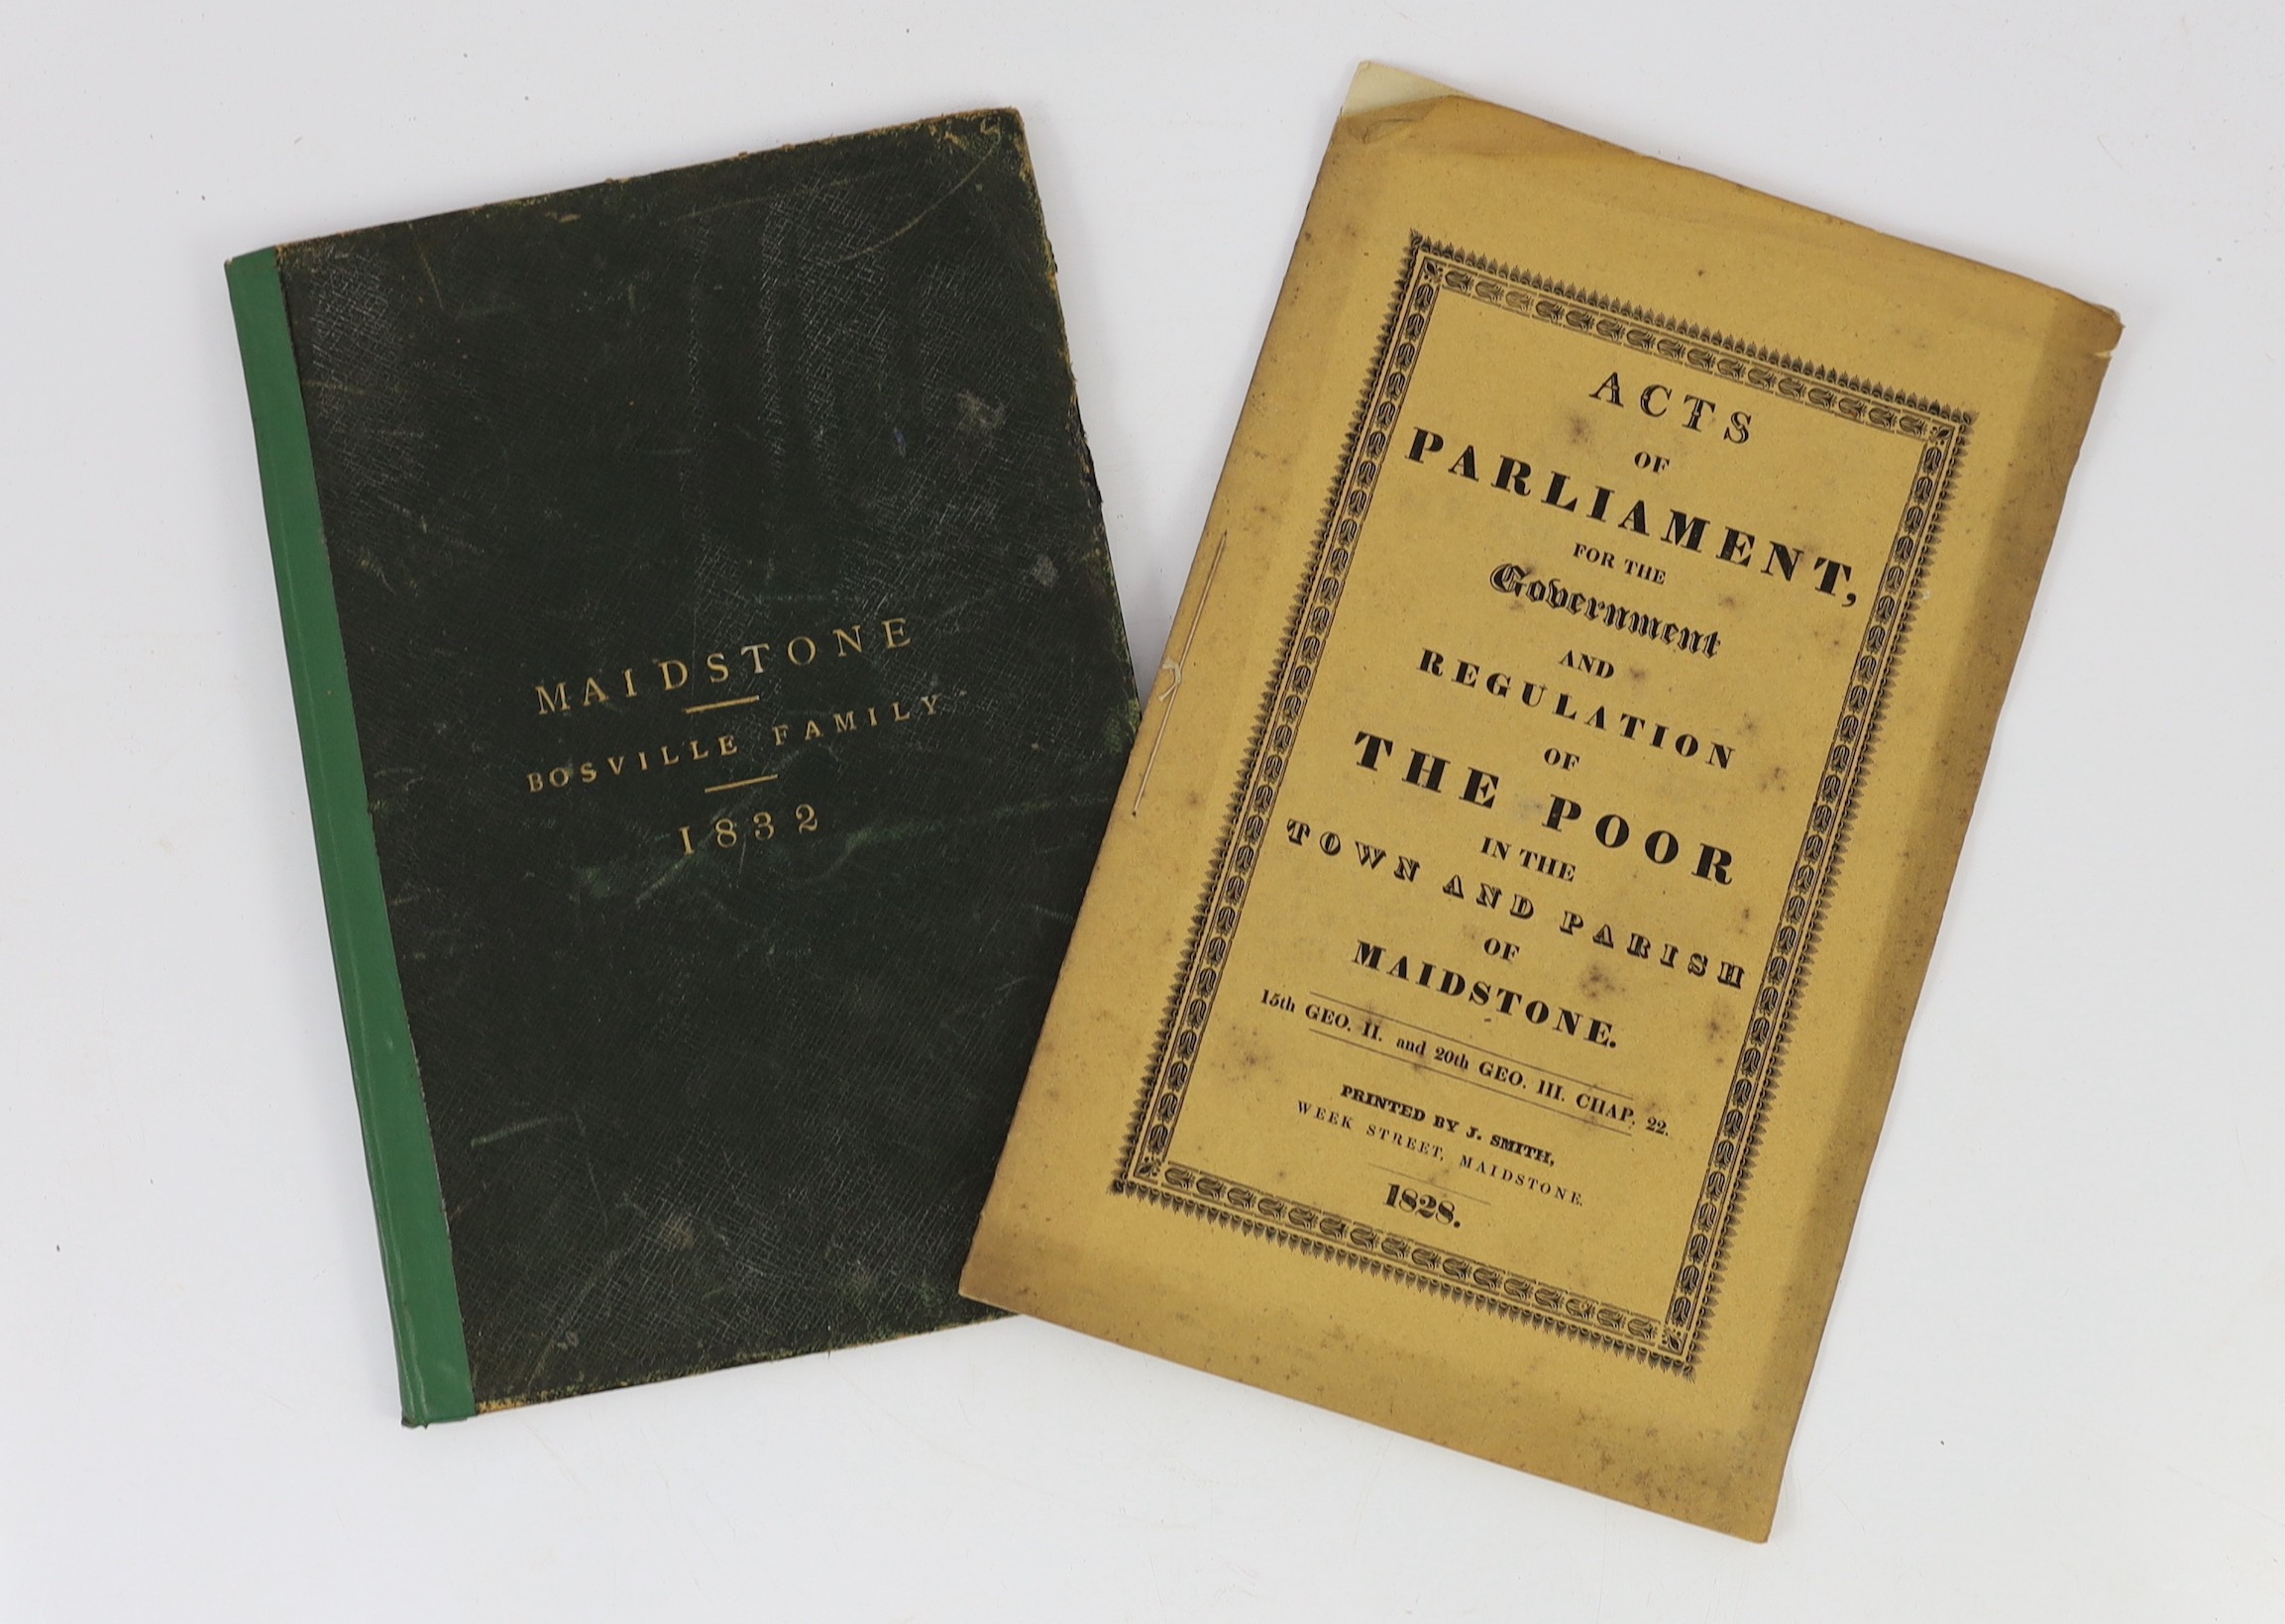 MAIDSTONE
BOSVILLE FAMILY
1832
ACTS
OF
PARLIAMENT,
FOR THE
Government
AND
REGULATION
OF
THE POOR
IN THE
TOWN AND PARISH
OF
MAIDSTONE.
15th GEO. II. and 20th GEO. III. CHAP. 22.
PRINTED BY J. SMITH,
WEEK STREET, MAIDSTONE.
1828.